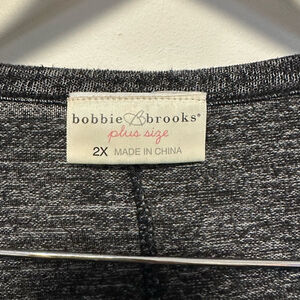 bobbie brooks®
plus size
2X MADE IN CHINA